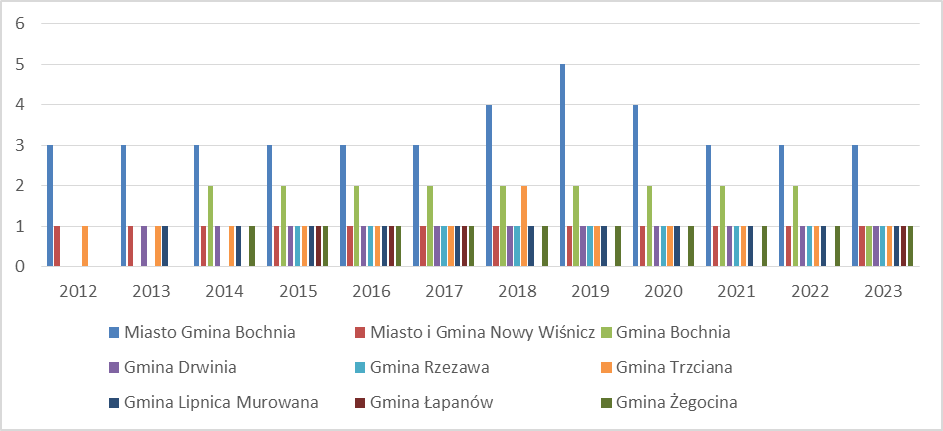 6
5
4
3
2
1
0
2012 2013 2014 2015 2016 2017 2018 2019 2020 2021 2022 2023
Miasto Gmina Bochnia Miasto i Gmina Nowy Wiśnicz Gmina Bochnia
Gmina Drwinia Gmina Rzezawa Gmina Trzciana
Gmina Lipnica Murowana Gmina Łapanów Gmina Żegocina